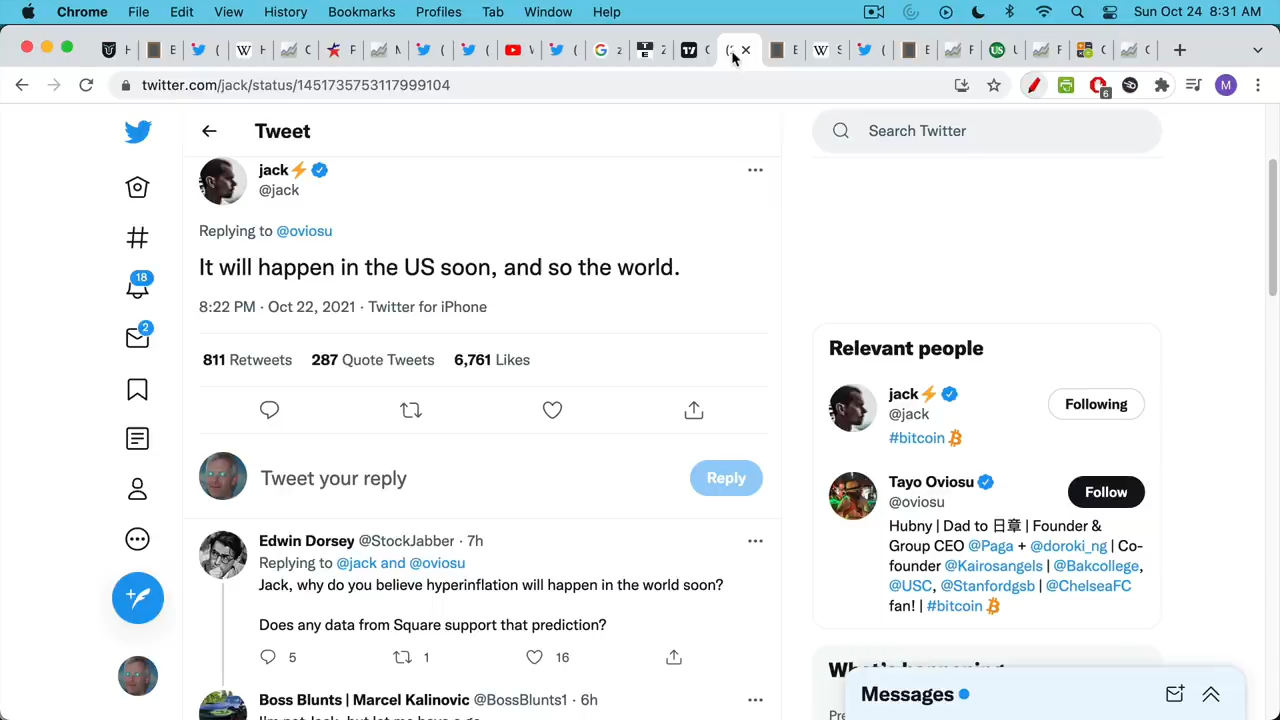 Chrome File Edit View History Bookmarks Profiles Tab Window Help Sun Oct 24 8:31 AM
twitter.com/jack/status/1451735753117999104
6
M
Tweet
Search Twitter
jack⚡
@jack
Replying to @oviosu
It will happen in the US soon, and so the world.
8:22 PM · Oct 22, 2021 · Twitter for iPhone
811 Retweets 287 Quote Tweets 6,761 Likes
Tweet your reply
Reply
Edwin Dorsey @StockJabber · 7h
Replying to @jack and @oviosu
Jack, why do you believe hyperinflation will happen in the world soon?
Does any data from Square support that prediction?
5 1 16
Boss Blunts | Marcel Kalinovic @BossBlunts1 · 6h
18
2
Relevant people
jack⚡
@jack
Following
#bitcoin
Tayo Oviosu
@oviosu
Follow
Hubny | Dad to 日章 | Founder &
Group CEO @Paga + @doroki_ng | Co-
founder @Kairosangels | @Bakcollege,
@USC, @Stanfordgsb | @ChelseaFC
fan! | #bitcoin
What's happening
Messages